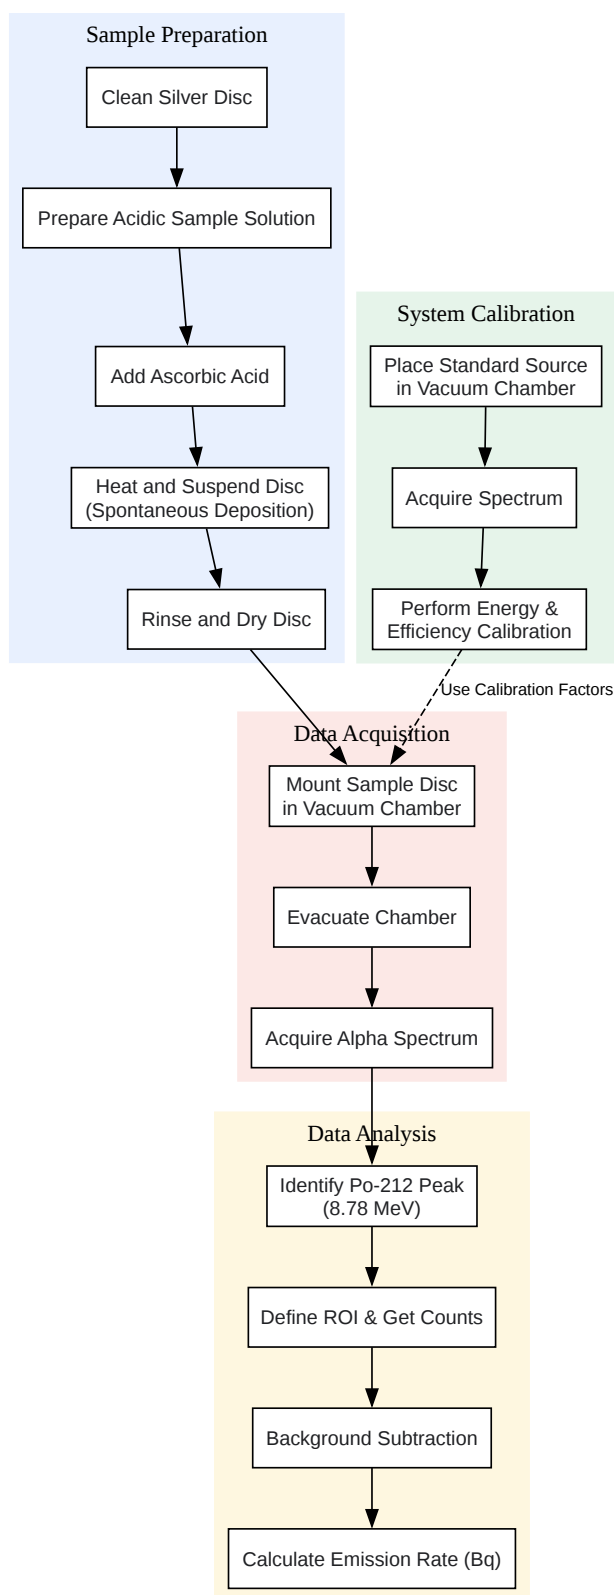 Sample Preparation
Clean Silver Disc
Prepare Acidic Sample Solution
Add Ascorbic Acid
Heat and Suspend Disc
(Spontaneous Deposition)
Rinse and Dry Disc
System Calibration
Place Standard Source
in Vacuum Chamber
Acquire Spectrum
Perform Energy &
Efficiency Calibration
Use Calibration Factors
Data Acquisition
Mount Sample Disc
in Vacuum Chamber
Evacuate Chamber
Acquire Alpha Spectrum
Data Analysis
Identify Po-212 Peak
(8.78 MeV)
Define ROI & Get Counts
Background Subtraction
Calculate Emission Rate (Bq)